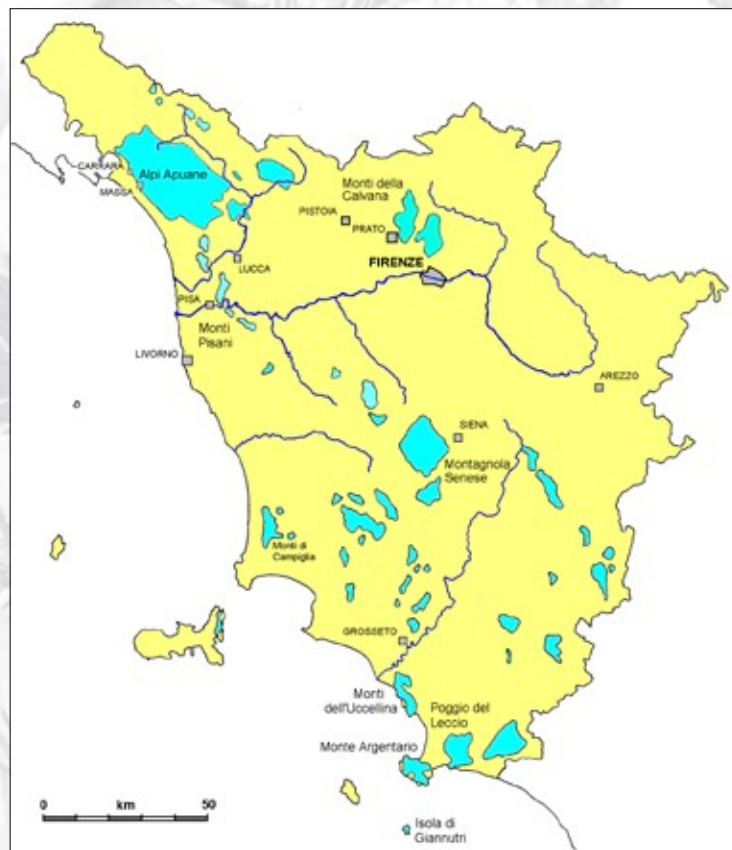 CARRARA
Alpi Apuane
MASSA
Monti della
Calvana
PISTOIA
PRATO
FIRENZE
LUCCA
PISA
Monti
Pisani
LIVORNO
AREZZO
SIENA
Montagnola
Senese
Monti di
Campiglia
GROSSETO
Monti
dell'Uccellina
Poggio del
Leccio
Monte Argentario
0 km 50
Isola di
Giannutri